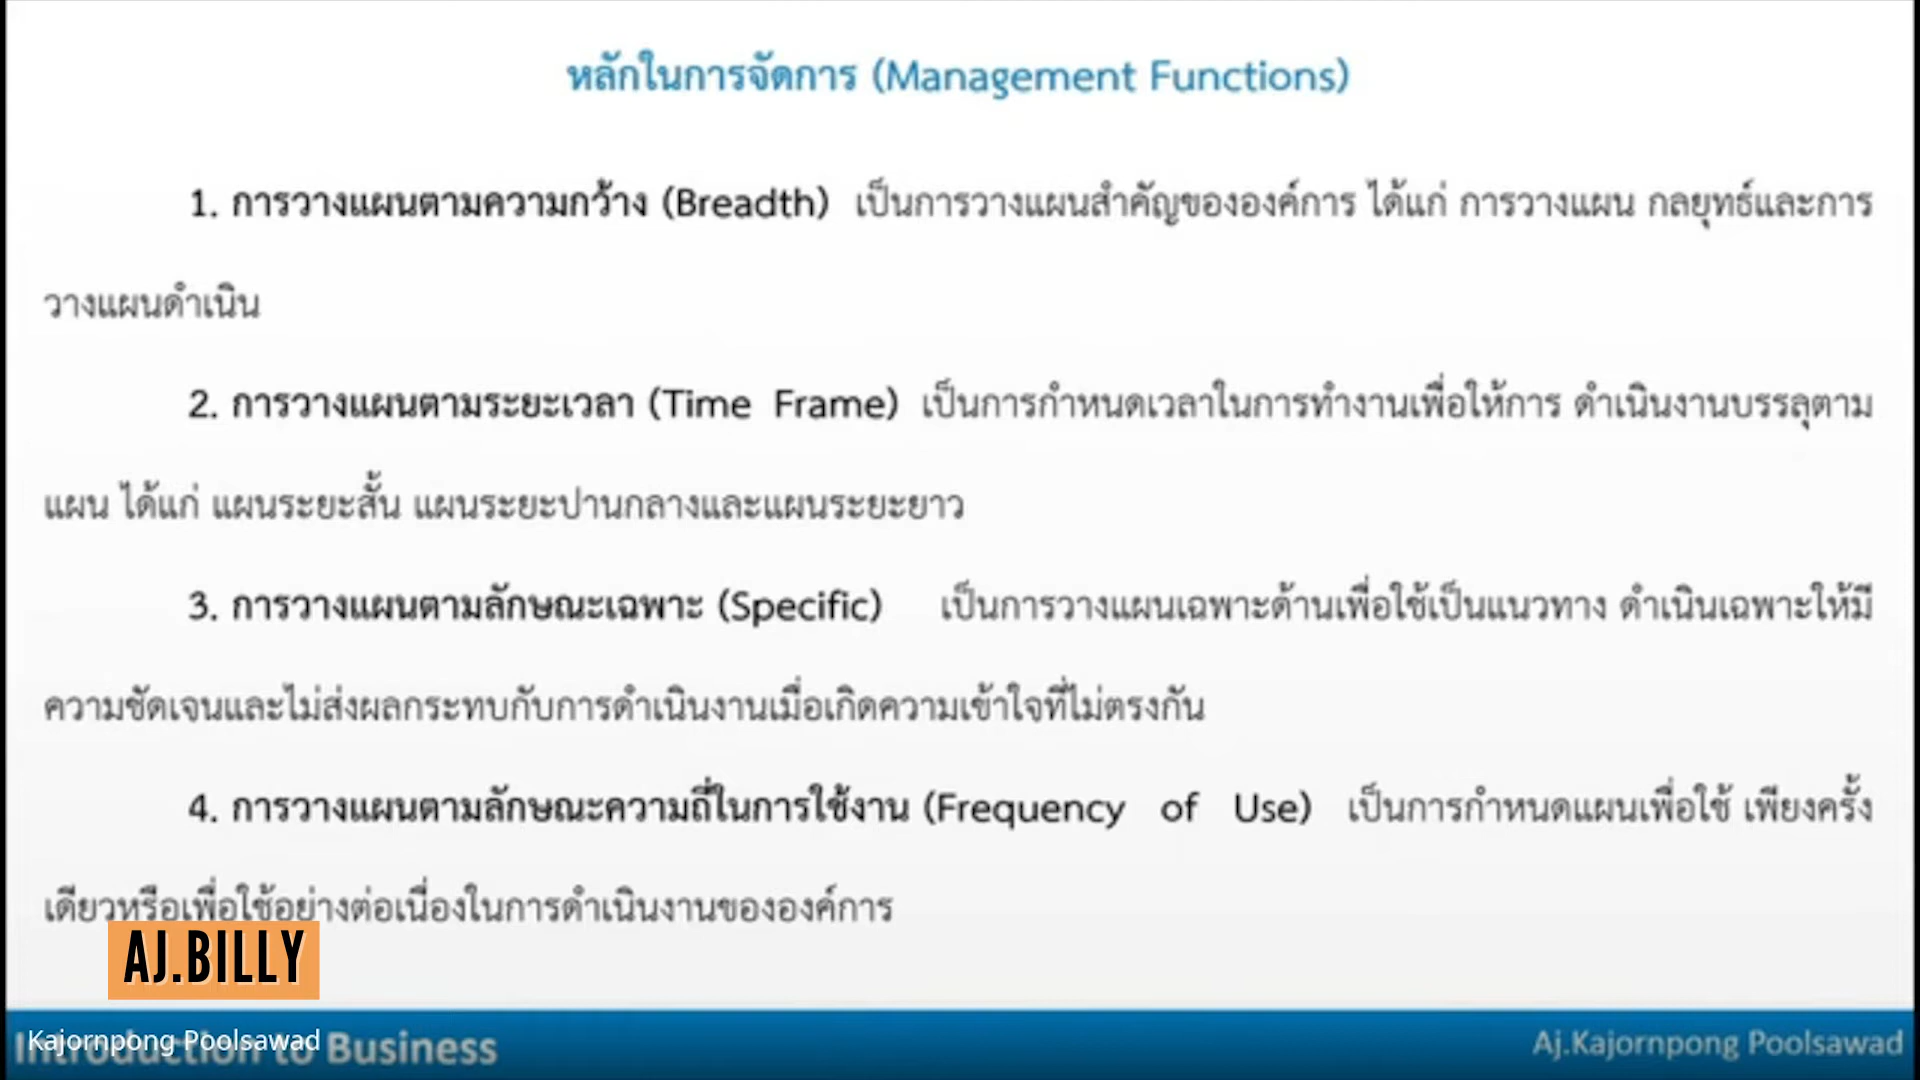 หลักในการจัดการ (Management Functions)
1. การวางแผนตามความกว้าง (Breadth) เป็นการวางแผนสำคัญขององค์การ ได้แก่ การวางแผน กลยุทธ์และการ
วางแผนดำเนิน
2. การวางแผนตามระยะเวลา (Time Frame) เป็นการกำหนดเวลาในการทำงานเพื่อให้การ ดำเนินงานบรรลุตาม
แผน ได้แก่ แผนระยะสั้น แผนระยะปานกลางและแผนระยะยาว
3. การวางแผนตามลักษณะเฉพาะ (Specific) เป็นการวางแผนเฉพาะด้านเพื่อใช้เป็นแนวทาง ดำเนินเฉพาะให้มี
ความชัดเจนและไม่ส่งผลกระทบกับการดำเนินงานเมื่อเกิดความเข้าใจที่ไม่ตรงกัน
4. การวางแผนตามลักษณะความถี่ในการใช้งาน (Frequency of Use) เป็นการกำหนดแผนเพื่อใช้ เพียงครั้ง
เดียวหรือเพื่อใช้อย่างต่อเนื่องในการดำเนินงานขององค์การ
AJ.BILLY
Kajornpong Poolsawad
Introduction to Business
Aj.Kajornpong Poolsawad